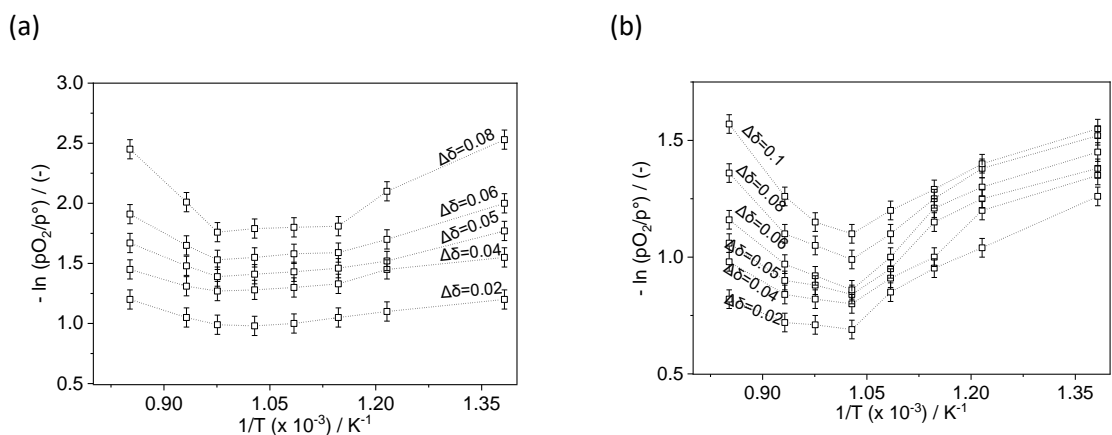 (a)
(b)
3.0
2.5
2.0
1.5
1.0
0.5
- ln (pO₂/p°) / (-)
Δδ=0.08
Δδ=0.06
Δδ=0.05
Δδ=0.04
Δδ=0.02
0.90 1.05 1.20 1.35
1/T (x 10⁻³) / K⁻¹
1.5
1.0
0.5
- ln (pO₂/p°) / (-)
Δδ=0.1
Δδ=0.08
Δδ=0.06
Δδ=0.05
Δδ=0.04
Δδ=0.02
0.90 1.05 1.20 1.35
1/T (x 10⁻³) / K⁻¹